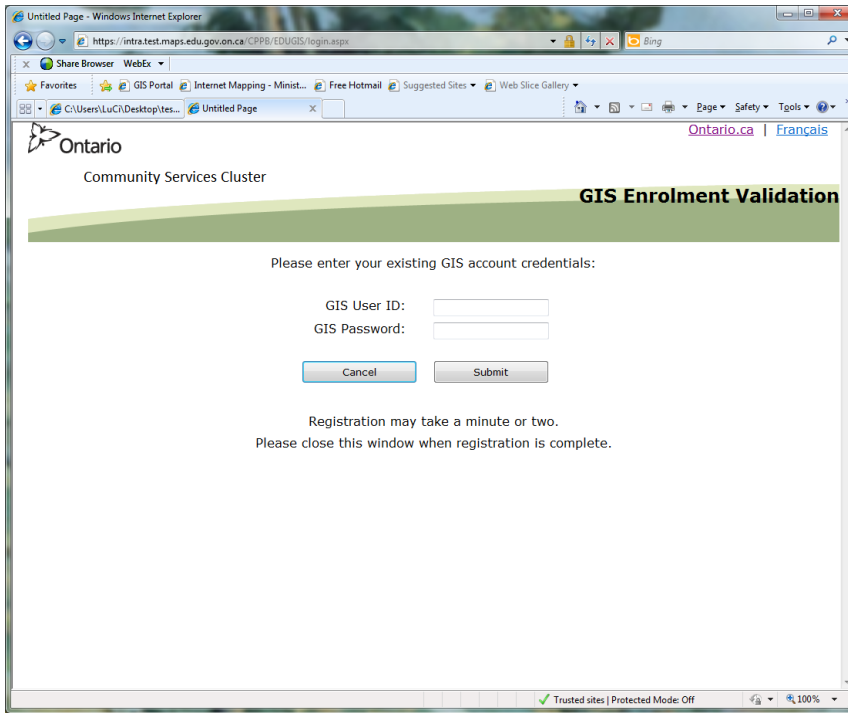 Untitled Page - Windows Internet Explorer
https://intra.test.maps.edu.gov.on.ca/CPPB/EDUGIS/login.aspx
Bing
x Share Browser WebEx
Favorites GIS Portal Internet Mapping - Minist... Free Hotmail Suggested Sites Web Slice Gallery
C:\Users\LuCi\Desktop\tes... Untitled Page X Page Safety Tools
Ontario.ca | Français
Ontario
Community Services Cluster
GIS Enrolment Validation
Please enter your existing GIS account credentials:
GIS User ID:
GIS Password:
Cancel Submit
Registration may take a minute or two.
Please close this window when registration is complete.
Trusted sites | Protected Mode: Off 100%